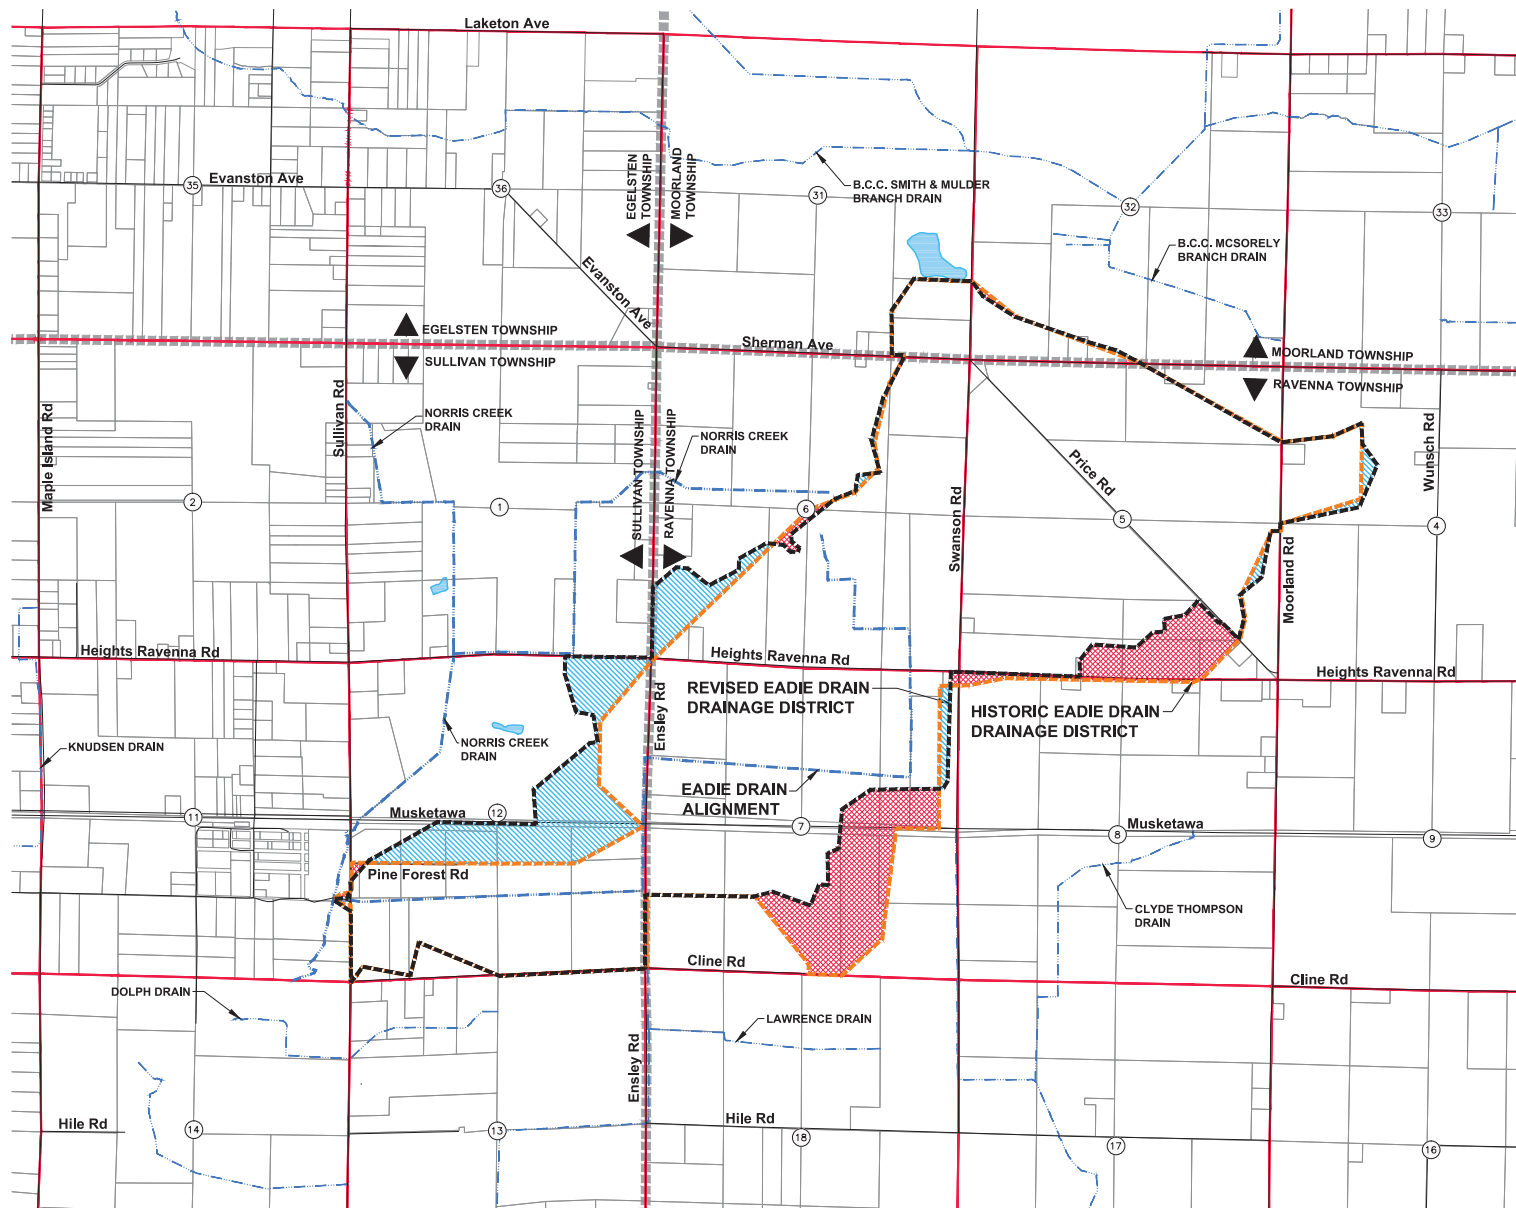 Laketon Ave
EGELSTEN
TOWNSHIP
MOORLAND
TOWNSHIP
35
Evanston Ave
36
31
B.C.C. SMITH & MULDER
BRANCH DRAIN
32
33
B.C.C. MCSORELY
BRANCH DRAIN
Evanston Ave
EGELSTEN TOWNSHIP
SULLIVAN TOWNSHIP
Sherman Ave
MOORLAND TOWNSHIP
RAVENNA TOWNSHIP
Maple Island Rd
Sullivan Rd
NORRIS CREEK
DRAIN
SULLIVAN TOWNSHIP
RAVENNA TOWNSHIP
NORRIS CREEK
DRAIN
Price Rd
Wunsch Rd
2
1
6
5
4
Swanson Rd
Moorland Rd
Heights Ravenna Rd
Heights Ravenna Rd
Heights Ravenna Rd
Ensley Rd
REVISED EADIE DRAIN
DRAINAGE DISTRICT
HISTORIC EADIE DRAIN
DRAINAGE DISTRICT
KNUDSEN DRAIN
NORRIS CREEK
DRAIN
EADIE DRAIN
ALIGNMENT
11
Musketawa
12
7
8
Musketawa
9
Pine Forest Rd
CLYDE THOMPSON
DRAIN
Cline Rd
Cline Rd
DOLPH DRAIN
LAWRENCE DRAIN
Ensley Rd
Hile Rd
14
13
Hile Rd
18
17
16